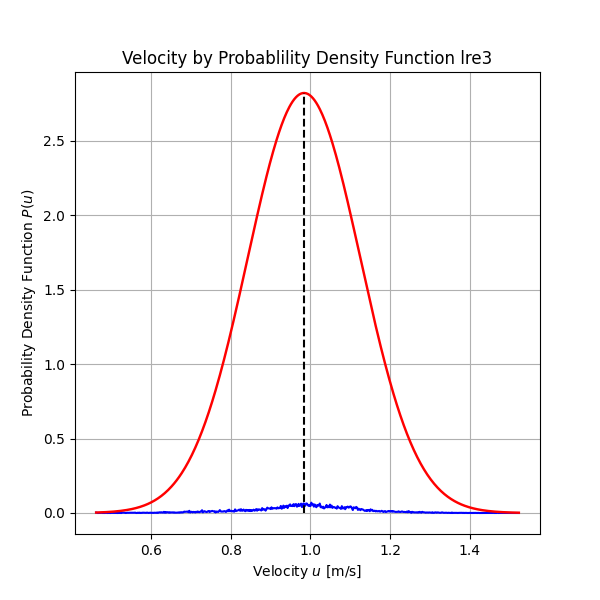 Velocity by Probablility Density Function lre3
Probability Density Function P(u)
2.5
2.0
1.5
1.0
0.5
0.0
0.6 0.8 1.0 1.2 1.4
Velocity u [m/s]